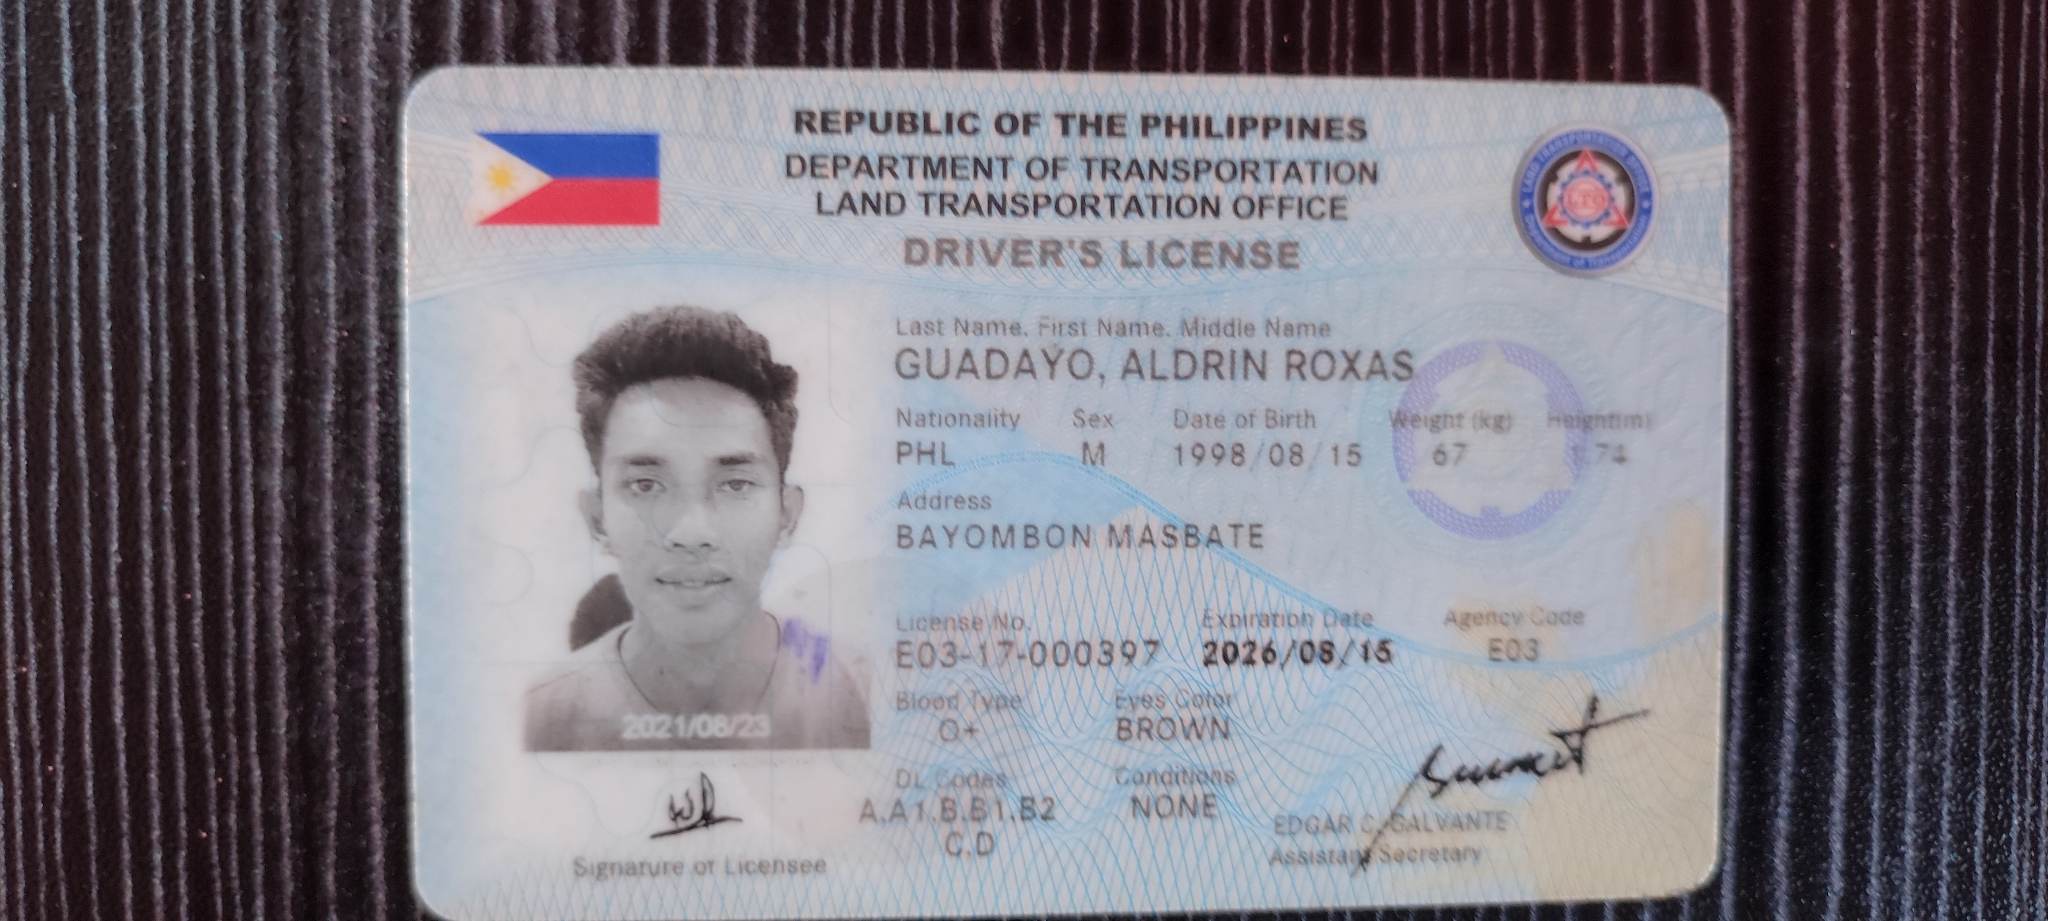 REPUBLIC OF THE PHILIPPINES
DEPARTMENT OF TRANSPORTATION
LAND TRANSPORTATION OFFICE
DRIVER'S LICENSE
Last Name, First Name, Middle Name
GUADAYO, ALDRIN ROXAS
Nationality Sex Date of Birth Weight (kg) Height(m)
PHL M 1998/08/15 67 1.74
Address
BAYOMBON MASBATE
License No. Expiration Date Agency Code
E03-17-000397 2026/08/15 E03
Blood Type Eyes Color
O+ BROWN
DL Codes Conditions
A,A1,B,B1,B2 NONE
C,D
2021/08/23
Signature of Licensee
EDGAR C. GALVANTE
Assistant Secretary